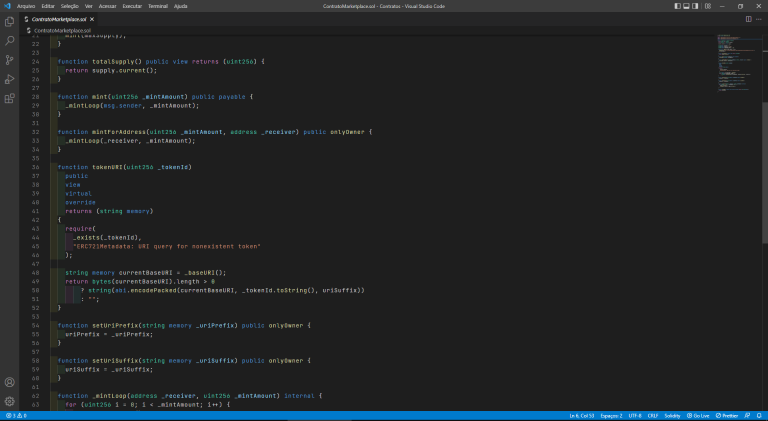 Arquivo Editar Seleção Ver Acessar Executar Terminal Ajuda
ContratoMarketplace.sol - Contratos - Visual Studio Code
ContratoMarketplace.sol
ContratoMarketplace.sol
22 }
23
24 function totalSupply() public view returns (uint256) {
25 return supply.current();
26 }
27
28 function mint(uint256 _mintAmount) public payable {
29 _mintLoop(msg.sender, _mintAmount);
30 }
31
32 function mintForAddress(uint256 _mintAmount, address _receiver) public onlyOwner {
33 _mintLoop(_receiver, _mintAmount);
34 }
35
36 function tokenURI(uint256 _tokenId)
37 public
38 view
39 virtual
40 override
41 returns (string memory)
42 {
43 require(
44 _exists(_tokenId),
45 "ERC721Metadata: URI query for nonexistent token"
46 );
47
48 string memory currentBaseURI = _baseURI();
49 return bytes(currentBaseURI).length > 0
50 ? string(abi.encodePacked(currentBaseURI, _tokenId.toString(), uriSuffix))
51 : "";
52 }
53
54 function setUriPrefix(string memory _uriPrefix) public onlyOwner {
55 uriPrefix = _uriPrefix;
56 }
57
58 function setUriSuffix(string memory _uriSuffix) public onlyOwner {
59 uriSuffix = _uriSuffix;
60 }
61
62 function _mintLoop(address _receiver, uint256 _mintAmount) internal {
63 for (uint256 i = 0; i < _mintAmount; i++) {
3 0 Ln 6, Col 53 Espaços: 2 UTF-8 CRLF Solidity Go Live Prettier